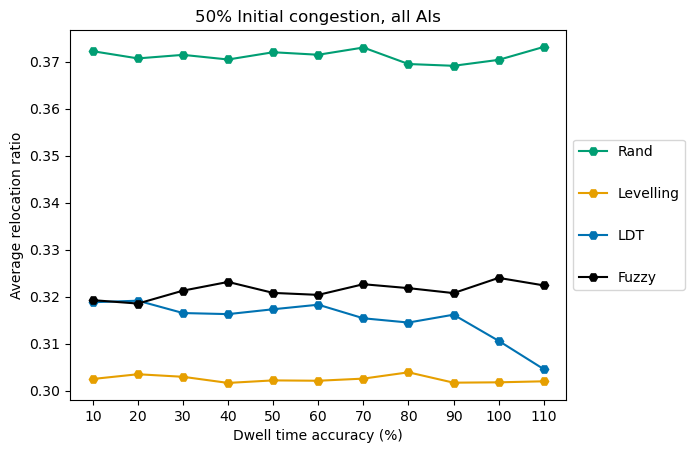 50% Initial congestion, all AIs
Average relocation ratio
0.37
0.36
0.35
0.34
0.33
0.32
0.31
0.30
10 20 30 40 50 60 70 80 90 100 110
Dwell time accuracy (%)
Rand
Levelling
LDT
Fuzzy